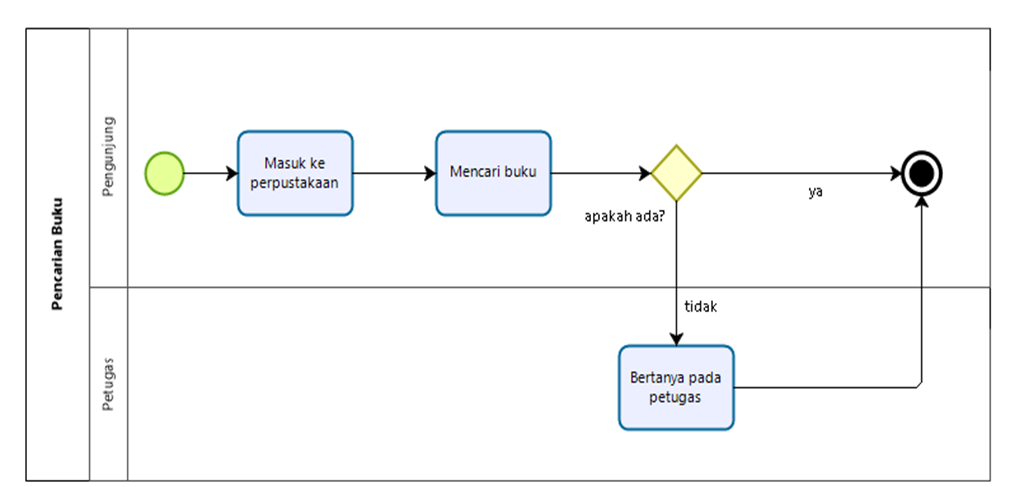 Pencarian Buku
Pengunjung
Masuk ke
perpustakaan
Mencari buku
apakah ada?
ya
tidak
Petugas
Bertanya pada
petugas